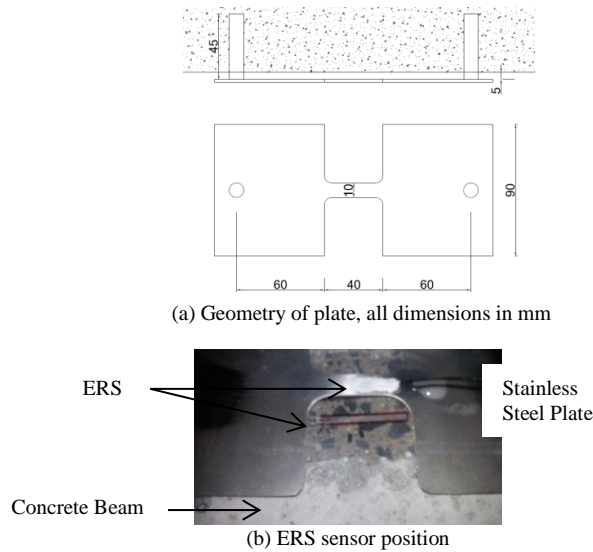 45
5
10
90
60
40
60
(a) Geometry of plate, all dimensions in mm
ERS
Stainless
Steel Plate
Concrete Beam
(b) ERS sensor position